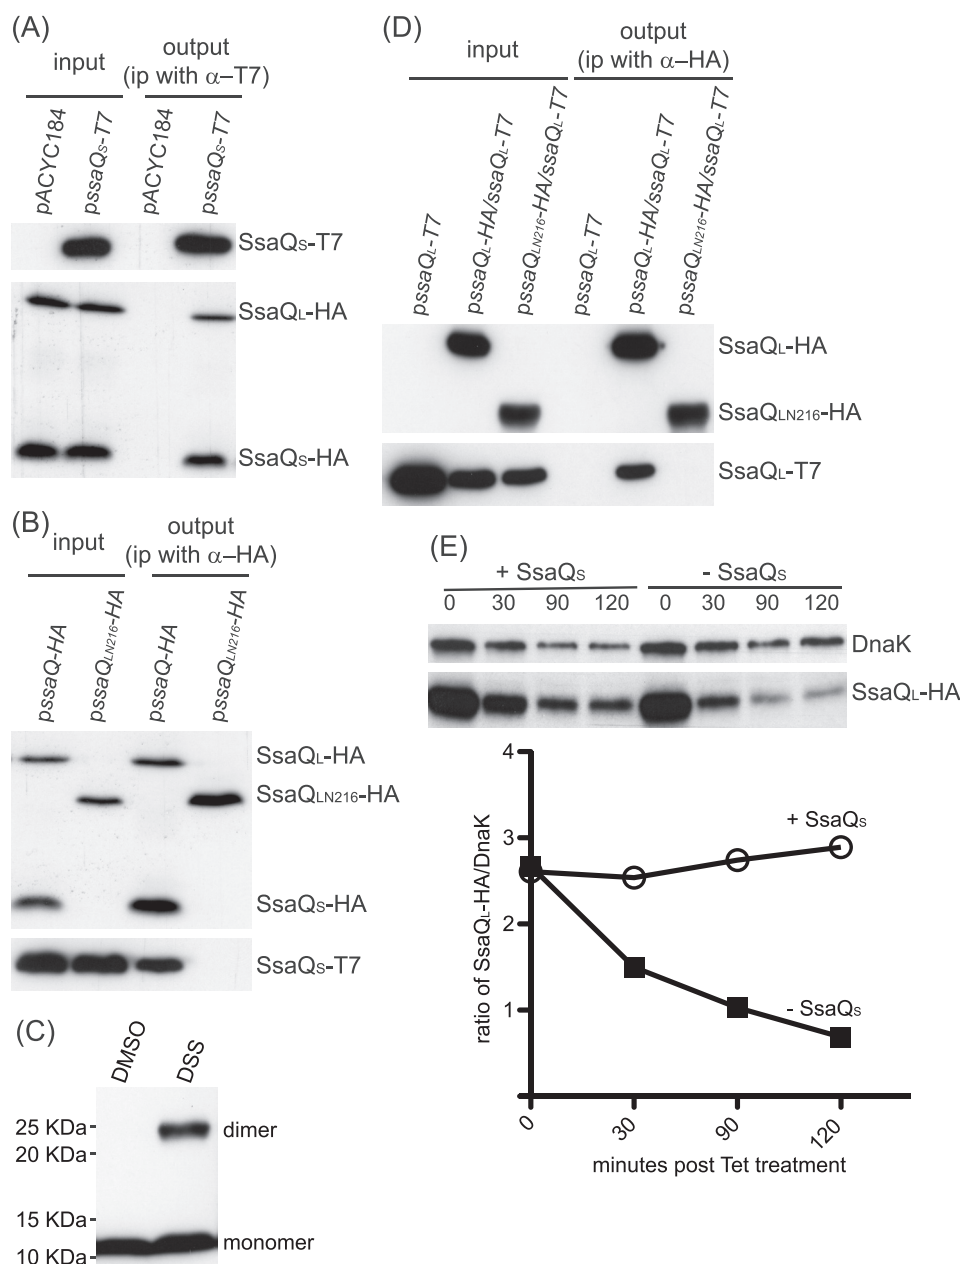 (A)
input
output
(ip with α–T7)
pACYC184
pssaQS-T7
pACYC184
pssaQS-T7
SsaQS-T7
SsaQL-HA
SsaQS-HA
(B)
input
output
(ip with α–HA)
pssaQ-HA
pssaQLN216-HA
pssaQ-HA
pssaQLN216-HA
SsaQL-HA
SsaQLN216-HA
SsaQS-HA
SsaQS-T7
(C)
DMSO
DSS
25 KDa
20 KDa
15 KDa
10 KDa
dimer
monomer
(D)
input
output
(ip with α–HA)
pssaQL-T7
pssaQL-HA/ssaQL-T7
pssaQLN216-HA/ssaQL-T7
pssaQL-T7
pssaQL-HA/ssaQL-T7
pssaQLN216-HA/ssaQL-T7
SsaQL-HA
SsaQLN216-HA
SsaQL-T7
(E)
+ SsaQS
- SsaQS
0 30 90 120 0 30 90 120
DnaK
SsaQL-HA
4
3
2
1
ratio of SsaQL-HA/DnaK
+ SsaQS
- SsaQS
0 30 90 120
minutes post Tet treatment